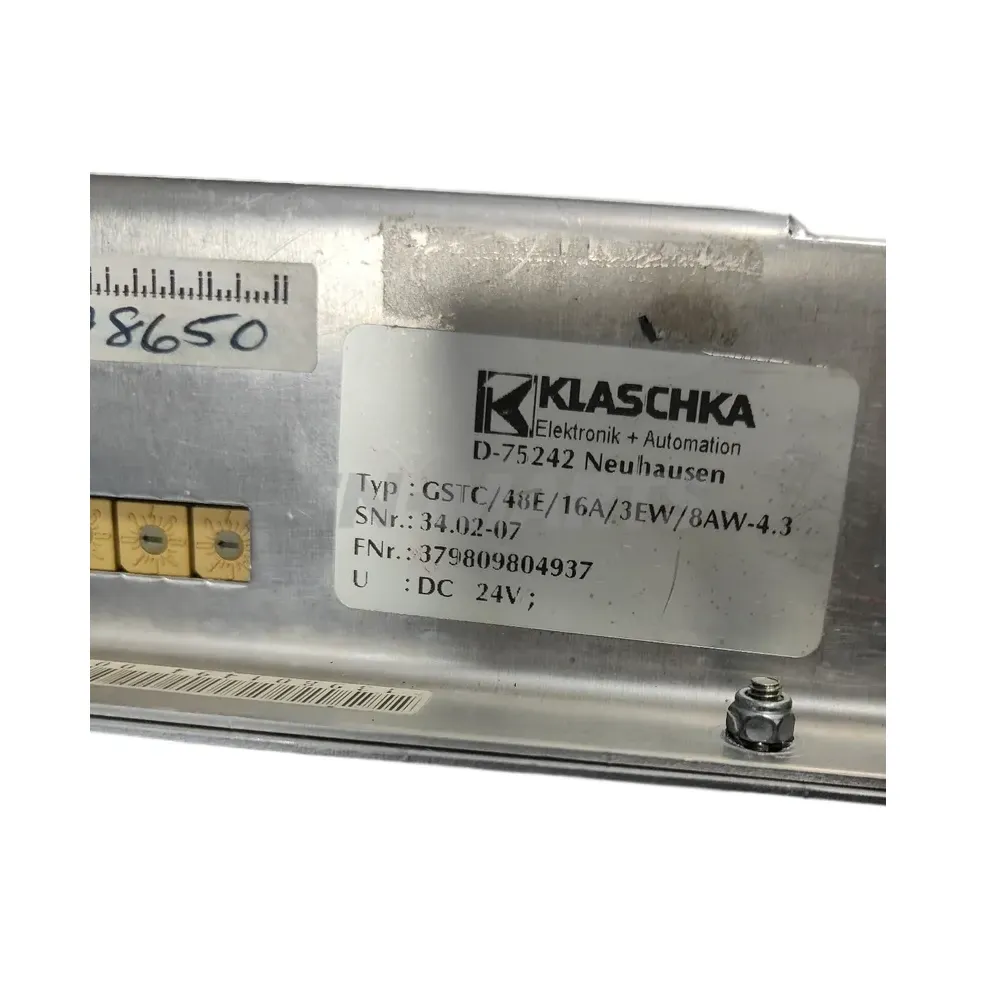 8650
KLASCHKA
Elektronik + Automation
D-75242 Neuhausen
Typ : GSTC/48E/16A/3EW/8AW-4.3
SNr.: 34.02-07
FNr.: 379809804937
U : DC 24V ;